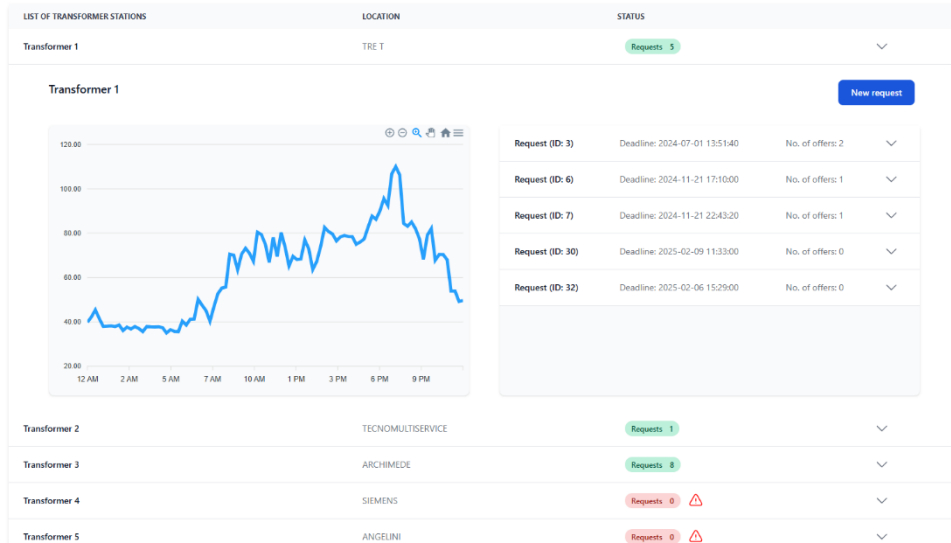 LIST OF TRANSFORMER STATIONS LOCATION STATUS
Transformer 1 TRE T Requests 5
Transformer 1
New request
120.00
100.00
80.00
60.00
40.00
20.00
12 AM 2 AM 5 AM 7 AM 10 AM 1 PM 3 PM 6 PM 9 PM
Request (ID: 3) Deadline: 2024-07-01 13:51:40 No. of offers: 2
Request (ID: 6) Deadline: 2024-11-21 17:10:00 No. of offers: 1
Request (ID: 7) Deadline: 2024-11-21 22:43:20 No. of offers: 1
Request (ID: 30) Deadline: 2025-02-09 11:33:00 No. of offers: 0
Request (ID: 32) Deadline: 2025-02-06 15:29:00 No. of offers: 0
Transformer 2 TECNOMULTISERVICE Requests 1
Transformer 3 ARCHIMEDE Requests 8
Transformer 4 SIEMENS Requests 0
Transformer 5 ANGELINI Requests 0